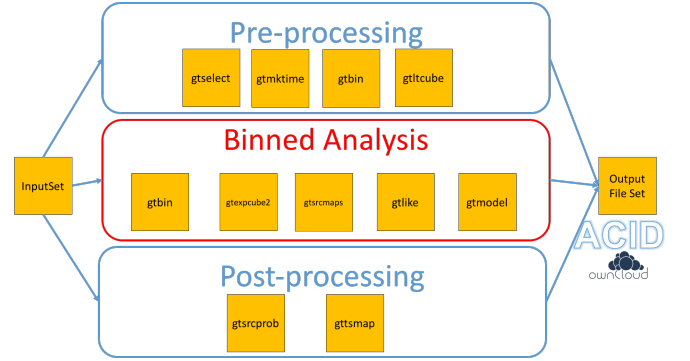 Pre-processing
gtselect gtmktime gtbin gtltcube
Binned Analysis
InputSet
gtbin gtexpcube2 gtsrcmaps gtlike gtmodel
Output
File Set
ACID
ownCloud
Post-processing
gtsrcprob gttsmap